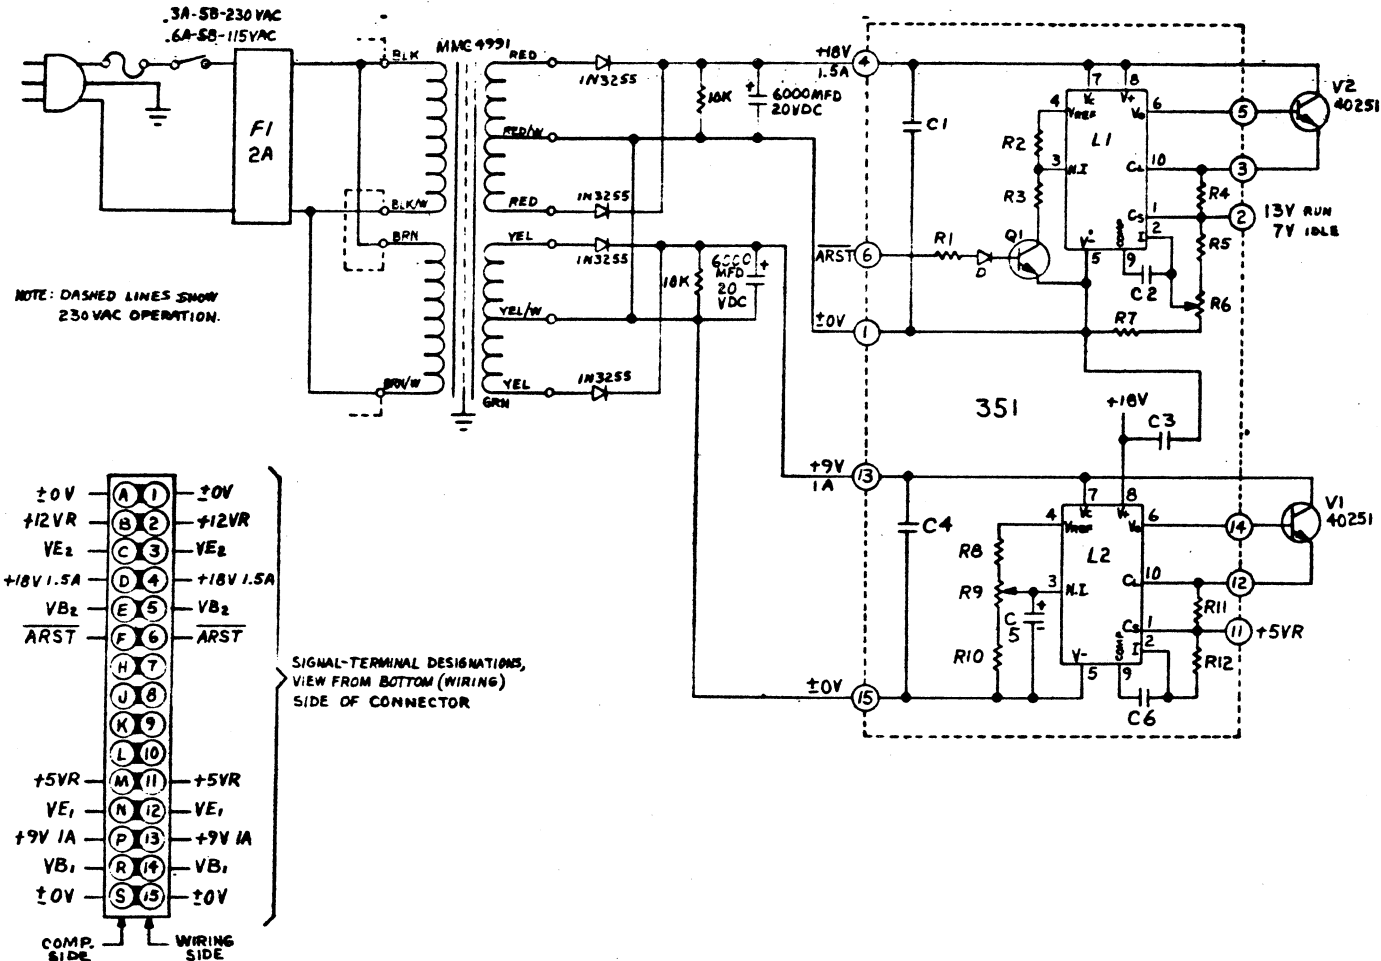 .3A-SB-230VAC
.6A-SB-115VAC
F1
2A
MMC4991
BLK
BLK/W
BRN
BRN/W
RED
RED/W
RED
YEL
YEL/W
YEL
GRN
1N3255
1N3255
1N3255
1N3255
10K
+ 6000MFD
20VDC
10K
6000 +
MFD
20
VDC
NOTE: DASHED LINES SHOW
230 VAC OPERATION.
+18V 4
1.5A
C1
R2
R3
4 VREF
3 N.I
L1
7 8
VC V+
VO 6
CL 10
CS 1
I 2
V- COMP
5 9
5
3
2
V2
40251
R4
R5
R6
R7
C2
13V RUN
7V IDLE
ARST 6
R1
D
Q1
±0V 1
351
+18V
C3
+9V 13
1A
C4
R8
R9
R10
C5 + -
4 VREF
3 N.I.
L2
7 8
VC V+
VO 6
CL 10
CS 1
I 2
V- COMP
5 9
14
12
11 +5VR
V1
40251
R11
R12
C6
±0V 15
±0V A 1 ±0V
+12VR B 2 +12VR
VE2 C 3 VE2
+18V 1.5A D 4 +18V 1.5A
VB2 E 5 VB2
ARST F 6 ARST
H 7
J 8
K 9
L 10
+5VR M 11 +5VR
VE1 N 12 VE1
+9V 1A P 13 +9V 1A
VB1 R 14 VB1
±0V S 15 ±0V
COMP. SIDE
WIRING SIDE
SIGNAL-TERMINAL DESIGNATIONS,
VIEW FROM BOTTOM (WIRING)
SIDE OF CONNECTOR